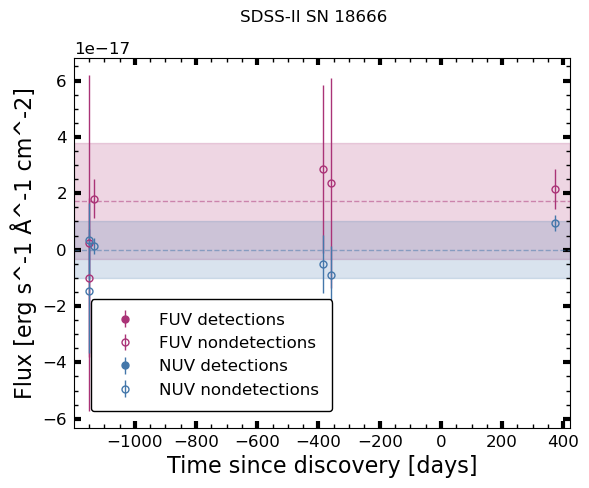 SDSS-II SN 18666
1e−17
Flux [erg s^-1 Å^-1 cm^-2]
6
4
2
0
−2
−4
−6
FUV detections
FUV nondetections
NUV detections
NUV nondetections
−1000 −800 −600 −400 −200 0 200 400
Time since discovery [days]